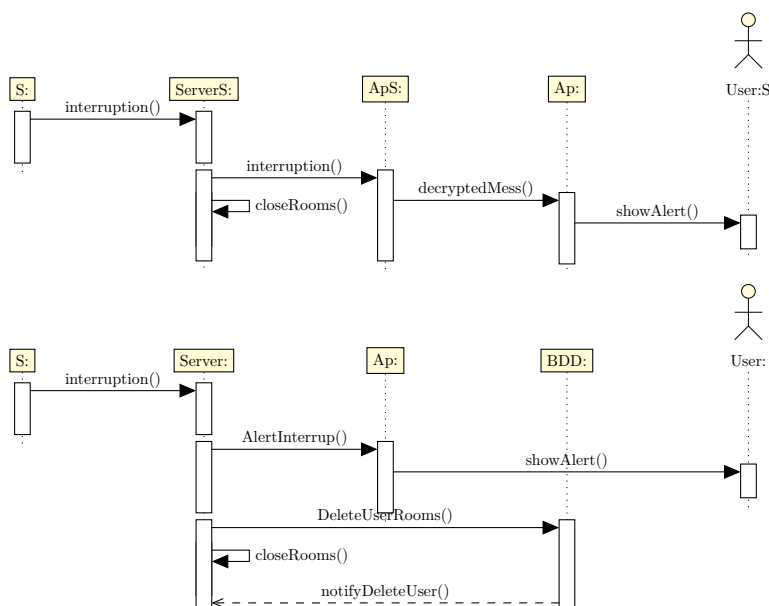 S:
ServerS:
ApS:
Ap:
User:S
interruption()
interruption()
closeRooms()
decryptedMess()
showAlert()
S:
Server:
Ap:
BDD:
User:
interruption()
AlertInterrup()
showAlert()
DeleteUserRooms()
closeRooms()
notifyDeleteUser()